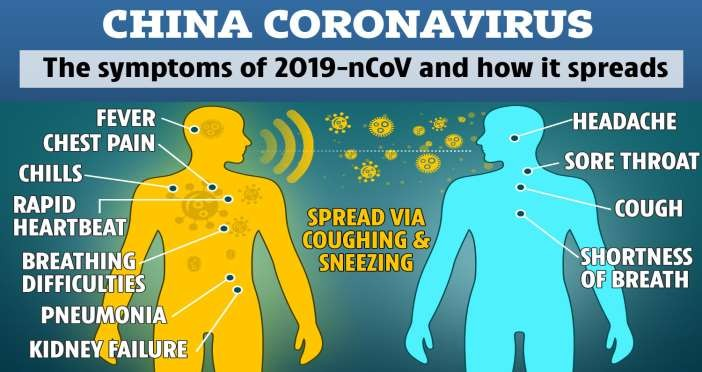 CHINA CORONAVIRUS
The symptoms of 2019-nCoV and how it spreads
FEVER
CHEST PAIN
CHILLS
RAPID
HEARTBEAT
BREATHING
DIFFICULTIES
PNEUMONIA
KIDNEY FAILURE
SPREAD VIA
COUGHING &
SNEEZING
HEADACHE
SORE THROAT
COUGH
SHORTNESS
OF BREATH